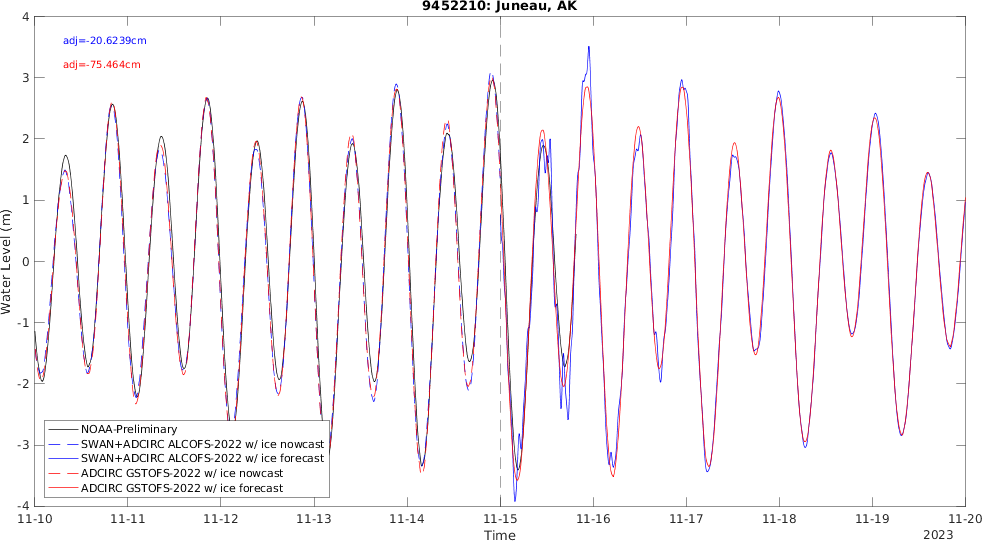 9452210: Juneau, AK
adj=-20.6239cm
adj=-75.464cm
Water Level (m)
4
3
2
1
0
-1
-2
-3
-4
NOAA-Preliminary
SWAN+ADCIRC ALCOFS-2022 w/ ice nowcast
SWAN+ADCIRC ALCOFS-2022 w/ ice forecast
ADCIRC GSTOFS-2022 w/ ice nowcast
ADCIRC GSTOFS-2022 w/ ice forecast
11-10 11-11 11-12 11-13 11-14 11-15 11-16 11-17 11-18 11-19 11-20
Time
2023